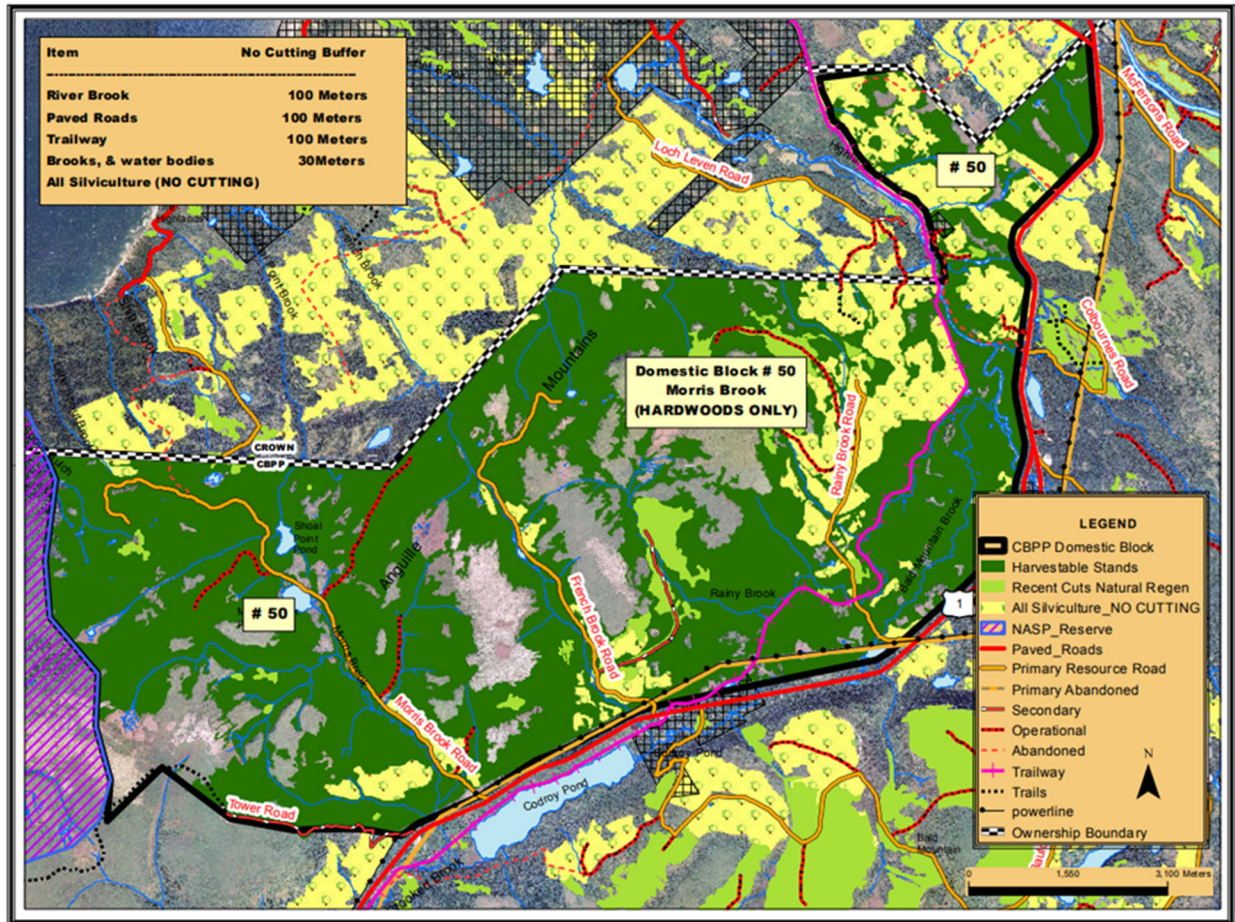 Item No Cutting Buffer
River Brook 100 Meters
Paved Roads 100 Meters
Trailway 100 Meters
Brooks, & water bodies 30Meters
All Silviculture (NO CUTTING)
McFersons Road
Loch Leven Road
# 50
Highlands
Brook
Colbournes Road
Mountains
Domestic Block # 50
Morris Brook
(HARDWOODS ONLY)
Rainy Brook Road
CROWN
CBPP
Shoal
Point
Pond
Anguille
French Brook Road
Rainy Brook
Bald Mountain Brook
# 50
Morris Brook Road
Tower Road
Codroy Pond
Codroy Pond
Brook
Bald
Mountain
1
LEGEND
CBPP Domestic Block
Harvestable Stands
Recent Cuts Natural Regen
All Silviculture_NO CUTTING
NASP_Reserve
Paved_Roads
Primary Resource Road
Primary Abandoned
Secondary
Operational
Abandoned
Trailway
Trails
powerline
Ownership Boundary
N
0 1,550 3,100 Meters